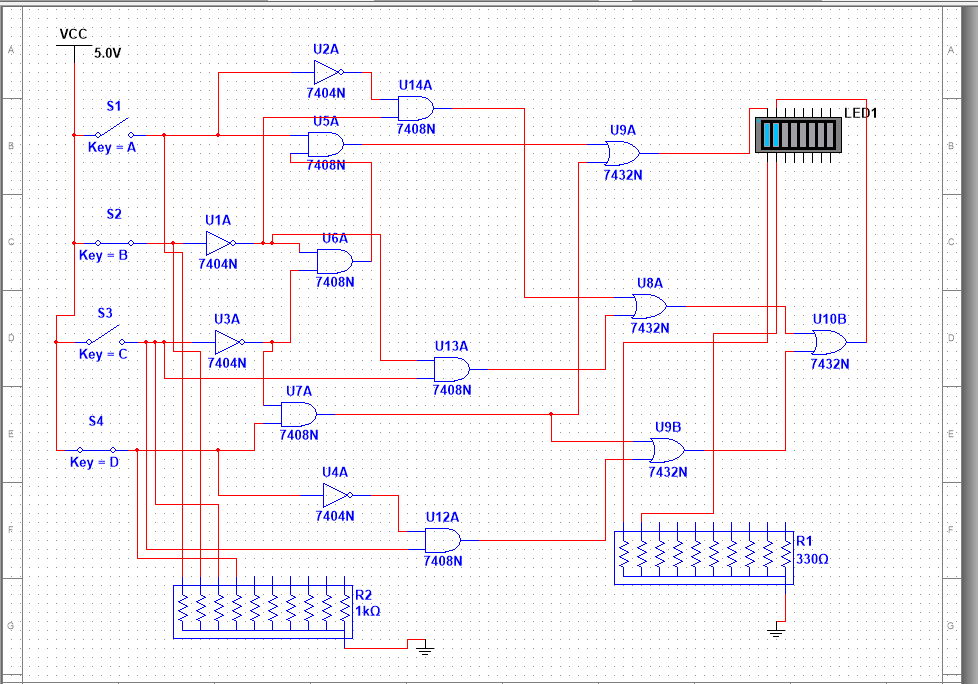 VCC
5.0V
A
A
U2A
7404N
U14A
7408N
S1
Key = A
U5A
7408N
LED1
U9A
7432N
B
B
S2
Key = B
U1A
7404N
U6A
7408N
C
C
U8A
7432N
S3
Key = C
U3A
7404N
U10B
7432N
D
D
U13A
7408N
U7A
7408N
S4
Key = D
U9B
7432N
E
E
U4A
7404N
U12A
7408N
F
F
R1
330Ω
R2
1kΩ
G
G